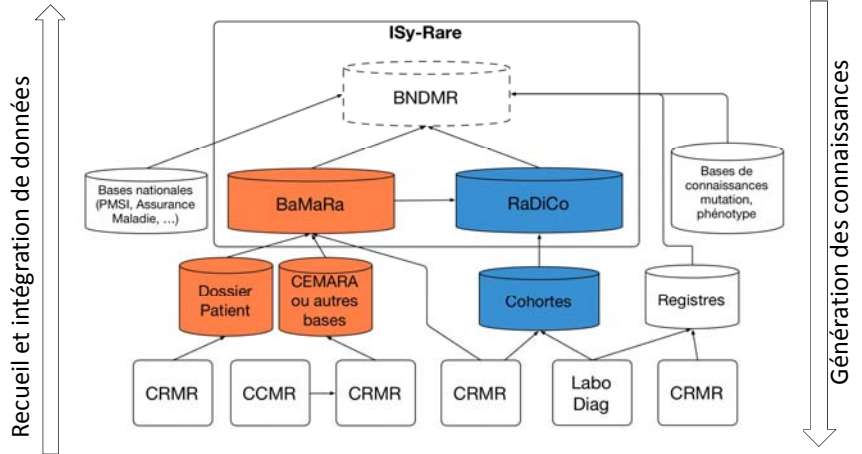 ISy-Rare
BNDMR
Bases nationales
(PMSI, Assurance
Maladie, ...)
BaMaRa
RaDiCo
Bases de
connaissances
mutation,
phénotype
Dossier
Patient
CEMARA
ou autres
bases
Cohortes
Registres
CRMR
CCMR
CRMR
CRMR
Labo
Diag
CRMR
Recueil et intégration de données
Génération des connaissances